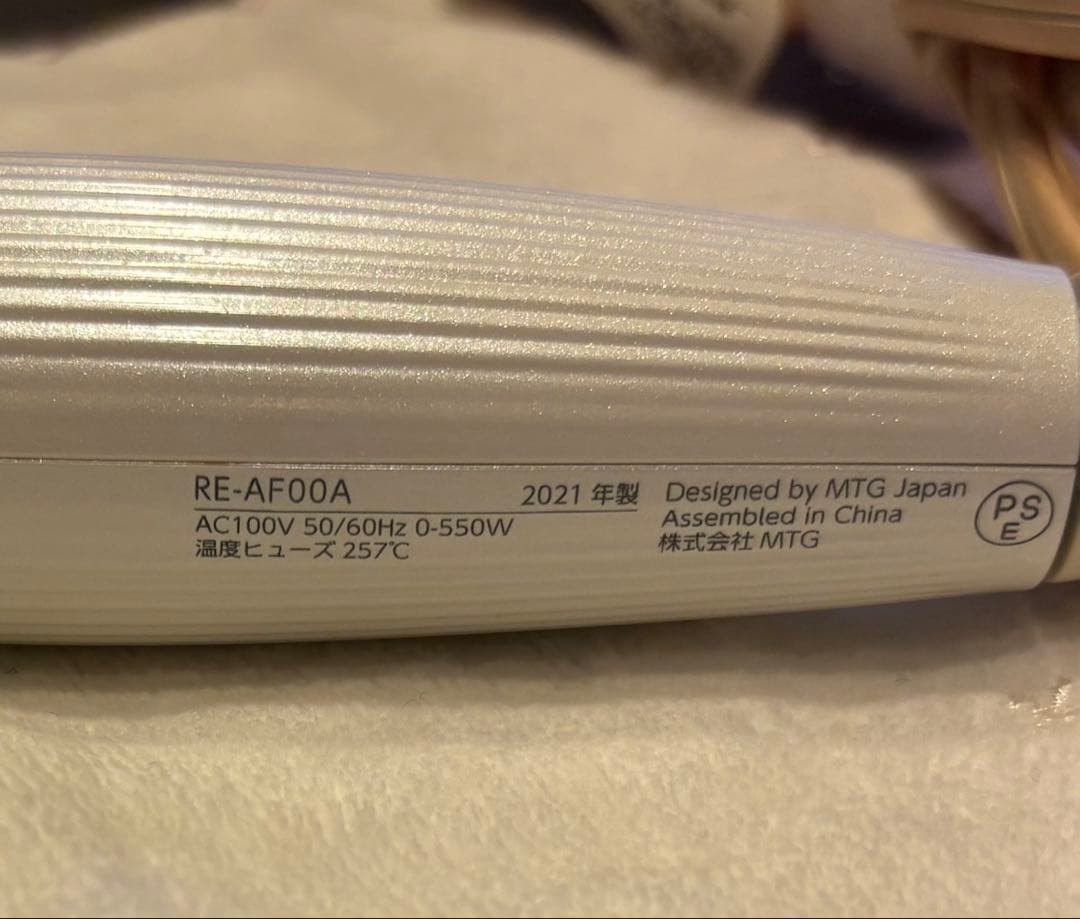 RE-AF00A 2021 年製
AC100V 50/60Hz 0-550W
温度ヒューズ 257℃
Designed by MTG Japan
Assembled in China
株式会社 MTG
PS
E